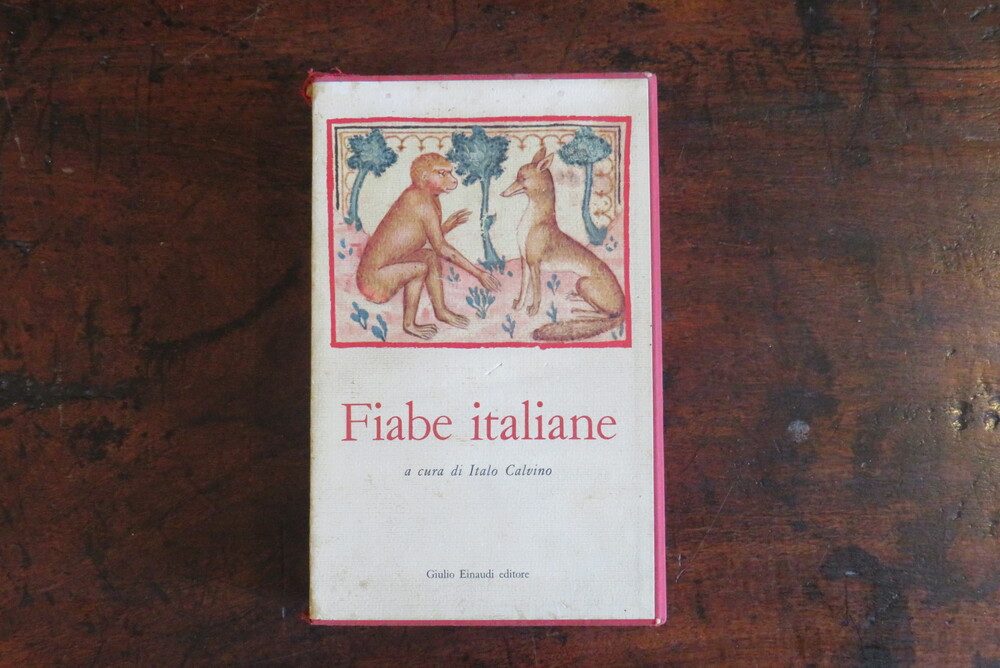 Fiabe italiane
a cura di Italo Calvino
Giulio Einaudi editore